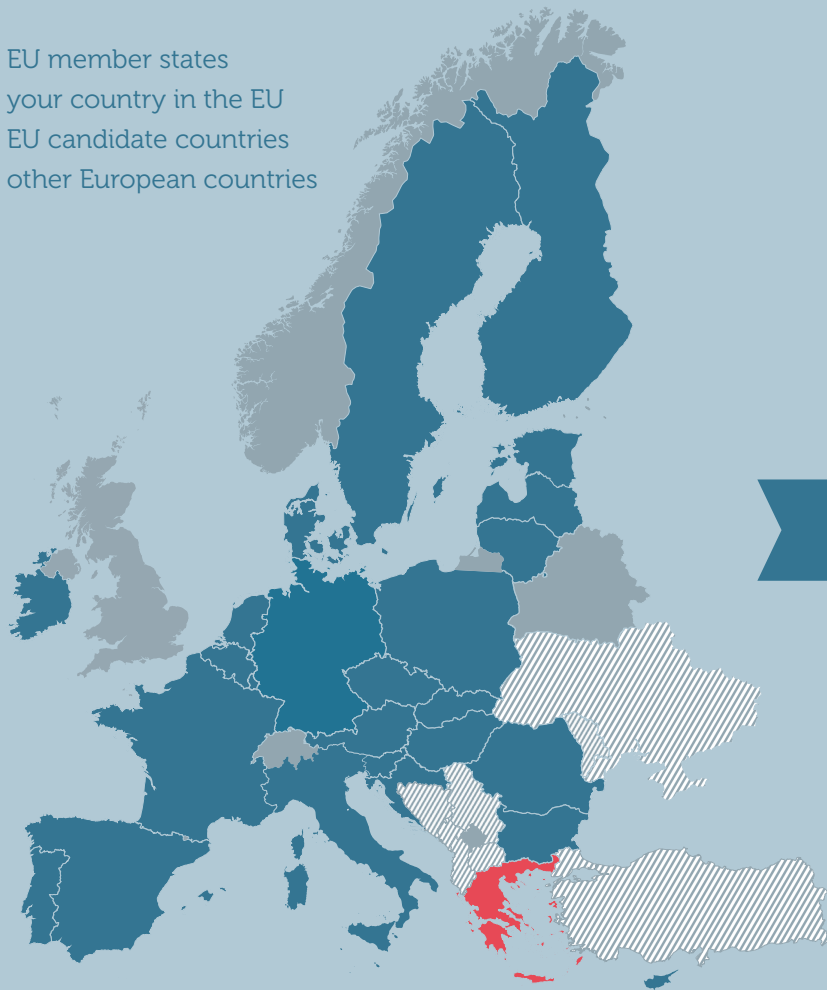 EU member states
your country in the EU
EU candidate countries
other European countries